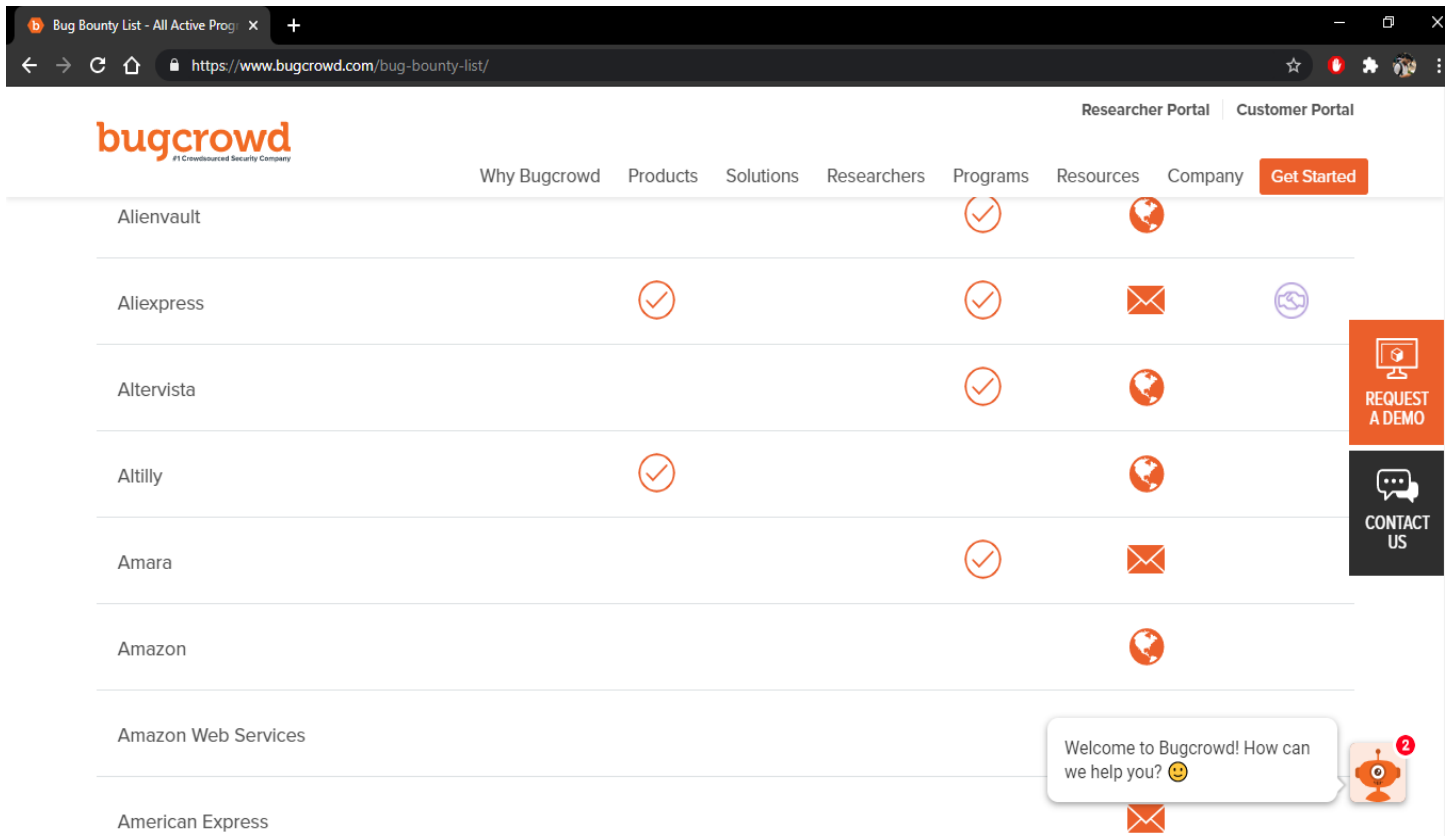 Bug Bounty List - All Active Prog
https://www.bugcrowd.com/bug-bounty-list/
Researcher Portal Customer Portal
bugcrowd
#1 Crowdsourced Security Company
Why Bugcrowd Products Solutions Researchers Programs Resources Company Get Started
Alienvault
Aliexpress
Altervista
Altilly
Amara
Amazon
Amazon Web Services
American Express
REQUEST
A DEMO
CONTACT
US
Welcome to Bugcrowd! How can
we help you?
2